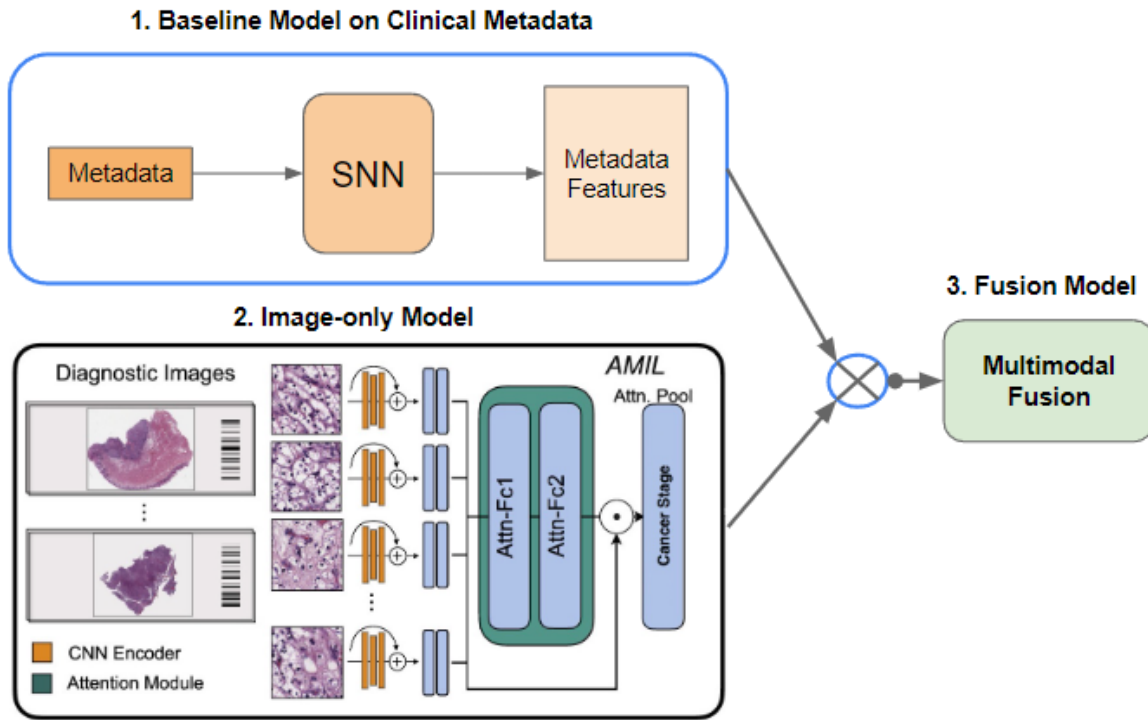 1. Baseline Model on Clinical Metadata
Metadata
SNN
Metadada
Features
2. Image-only Model
3. Fusion Model
Multimodal
Fusion
Diagnostic Images
AMIL
Attn. Pool
Attn-Fc1
Attn-Fc2
Cancer Stage
CNN Encoder
Attention Module